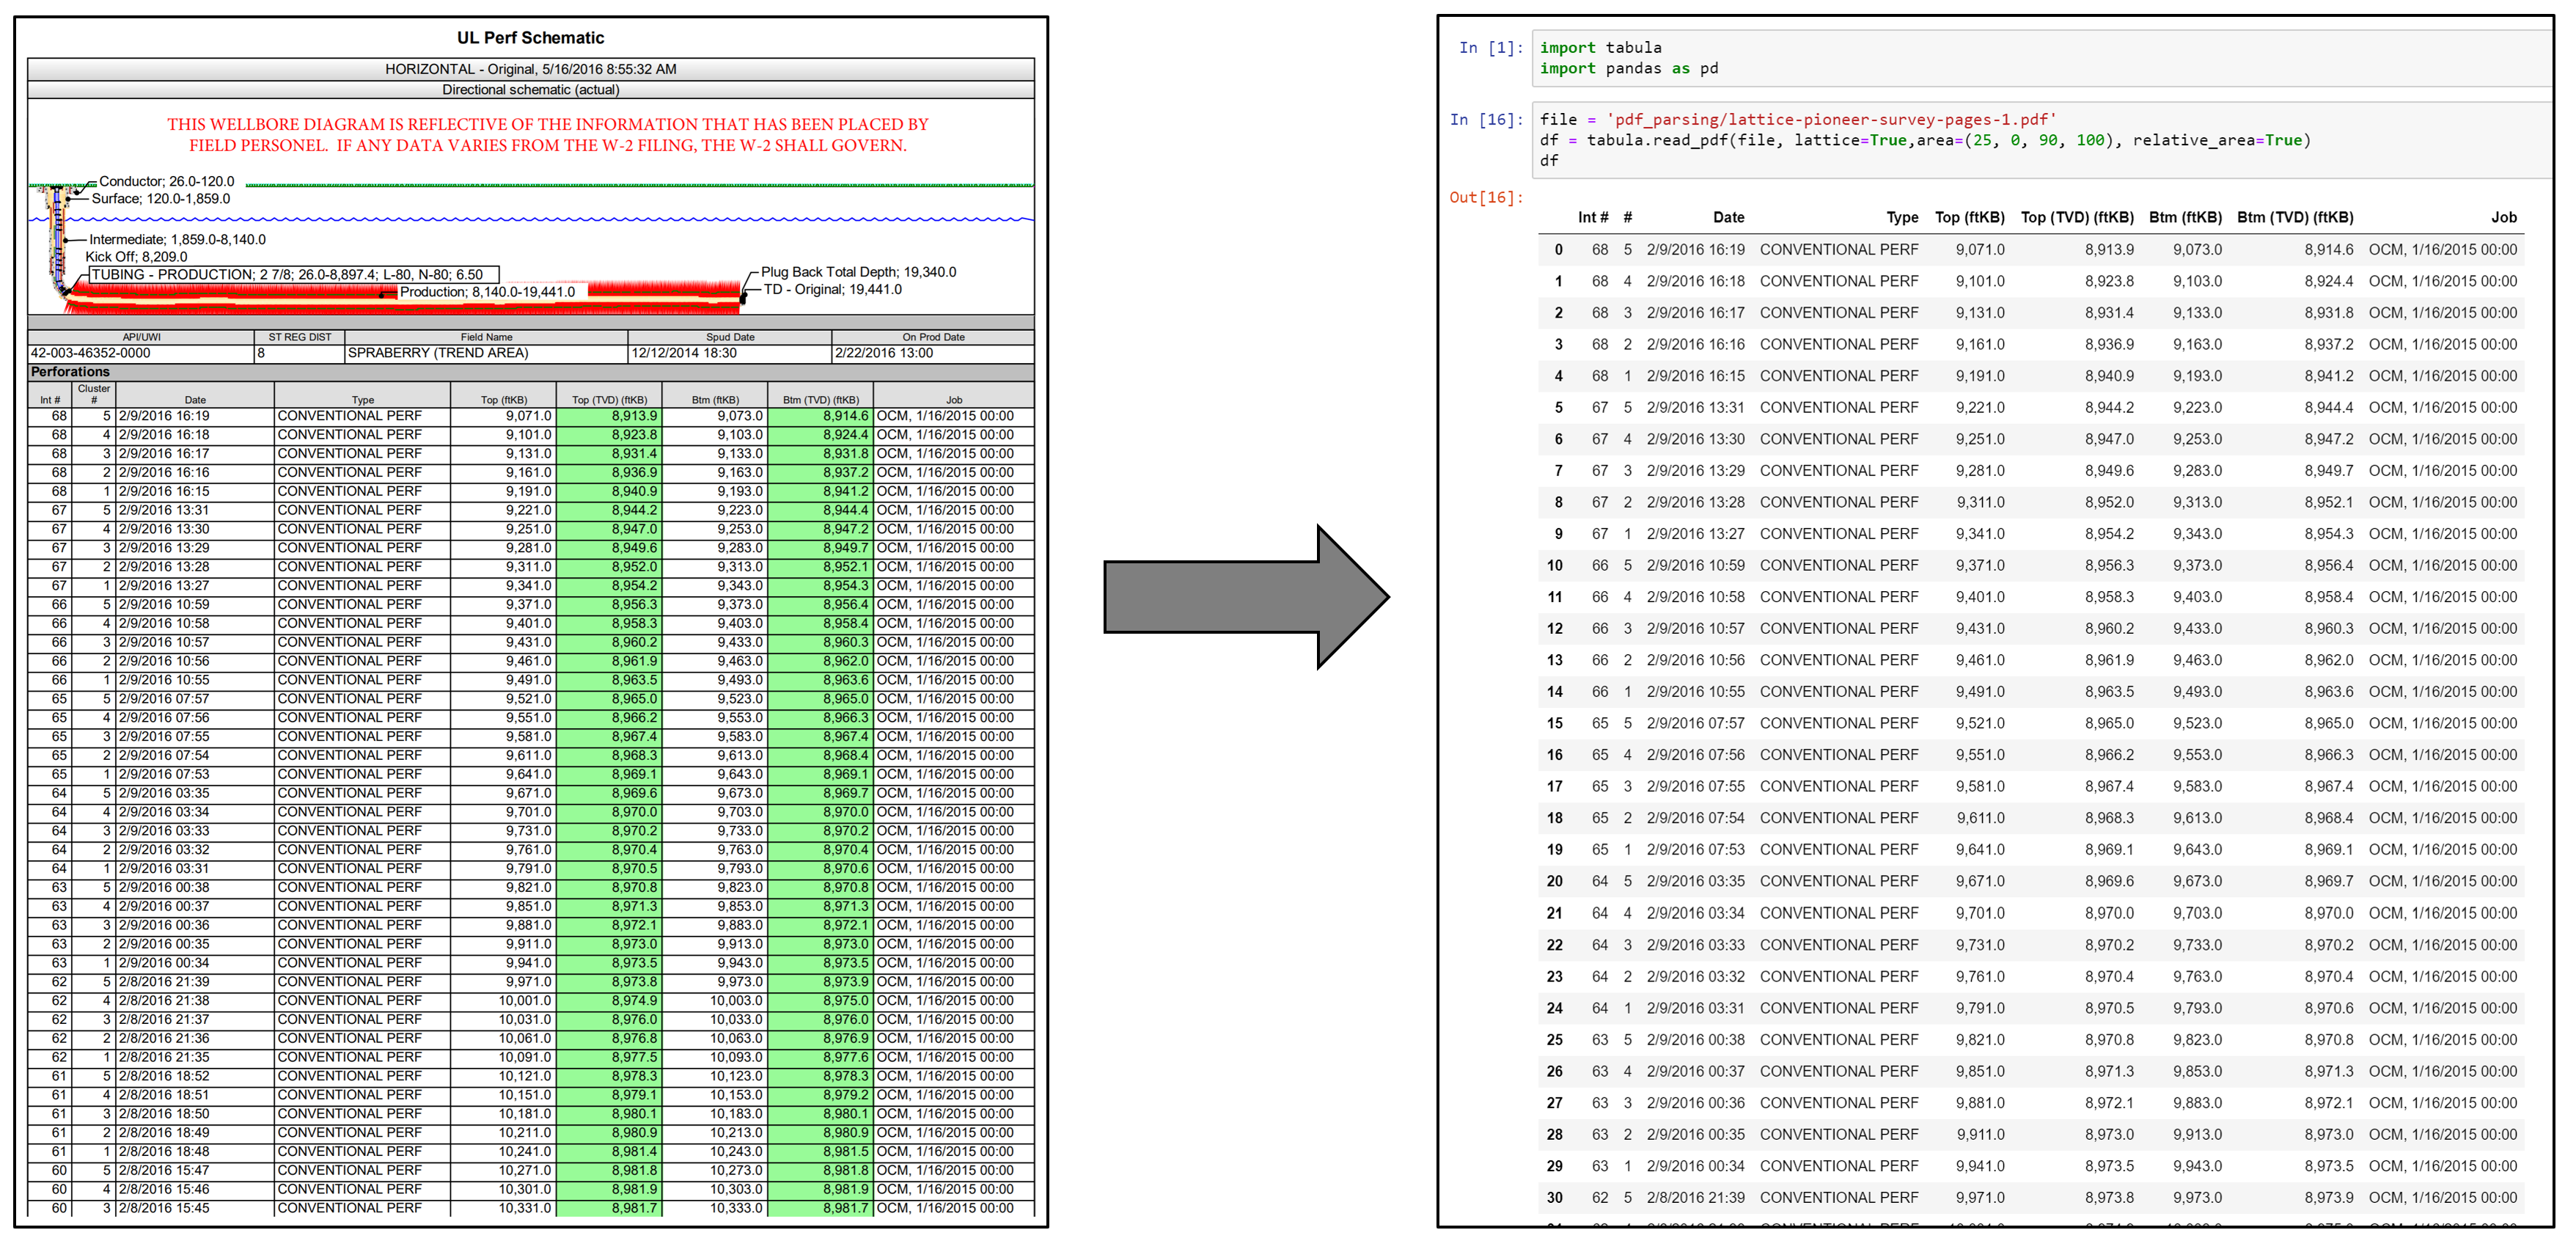 UL Perf Schematic
HORIZONTAL - Original, 5/16/2016 8:55:32 AM
Directional schematic (actual)
THIS WELLBORE DIAGRAM IS REFLECTIVE OF THE INFORMATION THAT HAS BEEN PLACED BY
FIELD PERSONEL. IF ANY DATA VARIES FROM THE W-2 FILING, THE W-2 SHALL GOVERN.
Conductor; 26.0-120.0
Surface; 120.0-1,859.0
Intermediate; 1,859.0-8,140.0
Kick Off; 8,209.0
TUBING - PRODUCTION; 2 7/8; 26.0-8,897.4; L-80, N-80; 6.50
Plug Back Total Depth; 19,340.0
Production; 8,140.0-19,441.0
TD - Original; 19,441.0
API/UWI ST REG DIST Field Name Spud Date On Prod Date
42-003-46352-0000 8 SPRABERRY (TREND AREA) 12/12/2014 18:30 2/22/2016 13:00
Perforations
Int # Cluster # Date Type Top (ftKB) Top (TVD) (ftKB) Btm (ftKB) Btm (TVD) (ftKB) Job
68 5 2/9/2016 16:19 CONVENTIONAL PERF 9,071.0 8,913.9 9,073.0 8,914.6 OCM, 1/16/2015 00:00
68 4 2/9/2016 16:18 CONVENTIONAL PERF 9,101.0 8,923.8 9,103.0 8,924.4 OCM, 1/16/2015 00:00
68 3 2/9/2016 16:17 CONVENTIONAL PERF 9,131.0 8,931.4 9,133.0 8,931.8 OCM, 1/16/2015 00:00
68 2 2/9/2016 16:16 CONVENTIONAL PERF 9,161.0 8,936.9 9,163.0 8,937.2 OCM, 1/16/2015 00:00
68 1 2/9/2016 16:15 CONVENTIONAL PERF 9,191.0 8,940.9 9,193.0 8,941.2 OCM, 1/16/2015 00:00
67 5 2/9/2016 13:31 CONVENTIONAL PERF 9,221.0 8,944.2 9,223.0 8,944.4 OCM, 1/16/2015 00:00
67 4 2/9/2016 13:30 CONVENTIONAL PERF 9,251.0 8,947.0 9,253.0 8,947.2 OCM, 1/16/2015 00:00
67 3 2/9/2016 13:29 CONVENTIONAL PERF 9,281.0 8,949.6 9,283.0 8,949.7 OCM, 1/16/2015 00:00
67 2 2/9/2016 13:28 CONVENTIONAL PERF 9,311.0 8,952.0 9,313.0 8,952.1 OCM, 1/16/2015 00:00
67 1 2/9/2016 13:27 CONVENTIONAL PERF 9,341.0 8,954.2 9,343.0 8,954.3 OCM, 1/16/2015 00:00
66 5 2/9/2016 10:59 CONVENTIONAL PERF 9,371.0 8,956.3 9,373.0 8,956.4 OCM, 1/16/2015 00:00
66 4 2/9/2016 10:58 CONVENTIONAL PERF 9,401.0 8,958.3 9,403.0 8,958.4 OCM, 1/16/2015 00:00
66 3 2/9/2016 10:57 CONVENTIONAL PERF 9,431.0 8,960.2 9,433.0 8,960.3 OCM, 1/16/2015 00:00
66 2 2/9/2016 10:56 CONVENTIONAL PERF 9,461.0 8,961.9 9,463.0 8,962.0 OCM, 1/16/2015 00:00
66 1 2/9/2016 10:55 CONVENTIONAL PERF 9,491.0 8,963.5 9,493.0 8,963.6 OCM, 1/16/2015 00:00
65 5 2/9/2016 07:57 CONVENTIONAL PERF 9,521.0 8,965.0 9,523.0 8,965.0 OCM, 1/16/2015 00:00
65 4 2/9/2016 07:56 CONVENTIONAL PERF 9,551.0 8,966.2 9,553.0 8,966.3 OCM, 1/16/2015 00:00
65 3 2/9/2016 07:55 CONVENTIONAL PERF 9,581.0 8,967.4 9,583.0 8,967.4 OCM, 1/16/2015 00:00
65 2 2/9/2016 07:54 CONVENTIONAL PERF 9,611.0 8,968.3 9,613.0 8,968.4 OCM, 1/16/2015 00:00
65 1 2/9/2016 07:53 CONVENTIONAL PERF 9,641.0 8,969.1 9,643.0 8,969.1 OCM, 1/16/2015 00:00
64 5 2/9/2016 03:35 CONVENTIONAL PERF 9,671.0 8,969.6 9,673.0 8,969.7 OCM, 1/16/2015 00:00
64 4 2/9/2016 03:34 CONVENTIONAL PERF 9,701.0 8,970.0 9,703.0 8,970.0 OCM, 1/16/2015 00:00
64 3 2/9/2016 03:33 CONVENTIONAL PERF 9,731.0 8,970.2 9,733.0 8,970.2 OCM, 1/16/2015 00:00
64 2 2/9/2016 03:32 CONVENTIONAL PERF 9,761.0 8,970.4 9,763.0 8,970.4 OCM, 1/16/2015 00:00
64 1 2/9/2016 03:31 CONVENTIONAL PERF 9,791.0 8,970.5 9,793.0 8,970.6 OCM, 1/16/2015 00:00
63 5 2/9/2016 00:38 CONVENTIONAL PERF 9,821.0 8,970.8 9,823.0 8,970.8 OCM, 1/16/2015 00:00
63 4 2/9/2016 00:37 CONVENTIONAL PERF 9,851.0 8,971.3 9,853.0 8,971.3 OCM, 1/16/2015 00:00
63 3 2/9/2016 00:36 CONVENTIONAL PERF 9,881.0 8,972.1 9,883.0 8,972.1 OCM, 1/16/2015 00:00
63 2 2/9/2016 00:35 CONVENTIONAL PERF 9,911.0 8,973.0 9,913.0 8,973.0 OCM, 1/16/2015 00:00
63 1 2/9/2016 00:34 CONVENTIONAL PERF 9,941.0 8,973.5 9,943.0 8,973.5 OCM, 1/16/2015 00:00
62 5 2/8/2016 21:39 CONVENTIONAL PERF 9,971.0 8,973.8 9,973.0 8,973.9 OCM, 1/16/2015 00:00
62 4 2/8/2016 21:38 CONVENTIONAL PERF 10,001.0 8,974.9 10,003.0 8,975.0 OCM, 1/16/2015 00:00
62 3 2/8/2016 21:37 CONVENTIONAL PERF 10,031.0 8,976.0 10,033.0 8,976.0 OCM, 1/16/2015 00:00
62 2 2/8/2016 21:36 CONVENTIONAL PERF 10,061.0 8,976.8 10,063.0 8,976.9 OCM, 1/16/2015 00:00
62 1 2/8/2016 21:35 CONVENTIONAL PERF 10,091.0 8,977.5 10,093.0 8,977.6 OCM, 1/16/2015 00:00
61 5 2/8/2016 18:52 CONVENTIONAL PERF 10,121.0 8,978.3 10,123.0 8,978.3 OCM, 1/16/2015 00:00
61 4 2/8/2016 18:51 CONVENTIONAL PERF 10,151.0 8,979.1 10,153.0 8,979.2 OCM, 1/16/2015 00:00
61 3 2/8/2016 18:50 CONVENTIONAL PERF 10,181.0 8,980.1 10,183.0 8,980.1 OCM, 1/16/2015 00:00
61 2 2/8/2016 18:49 CONVENTIONAL PERF 10,211.0 8,980.9 10,213.0 8,980.9 OCM, 1/16/2015 00:00
61 1 2/8/2016 18:48 CONVENTIONAL PERF 10,241.0 8,981.4 10,243.0 8,981.5 OCM, 1/16/2015 00:00
60 5 2/8/2016 15:47 CONVENTIONAL PERF 10,271.0 8,981.8 10,273.0 8,981.8 OCM, 1/16/2015 00:00
60 4 2/8/2016 15:46 CONVENTIONAL PERF 10,301.0 8,981.9 10,303.0 8,981.9 OCM, 1/16/2015 00:00
60 3 2/8/2016 15:45 CONVENTIONAL PERF 10,331.0 8,981.7 10,333.0 8,981.7 OCM, 1/16/2015 00:00
In [1]: import tabula
import pandas as pd
In [16]: file = 'pdf_parsing/lattice-pioneer-survey-pages-1.pdf'
df = tabula.read_pdf(file, lattice=True,area=(25, 0, 90, 100), relative_area=True)
df
Out[16]:
Int # # Date Type Top (ftKB) Top (TVD) (ftKB) Btm (ftKB) Btm (TVD) (ftKB) Job
0 68 5 2/9/2016 16:19 CONVENTIONAL PERF 9,071.0 8,913.9 9,073.0 8,914.6 OCM, 1/16/2015 00:00
1 68 4 2/9/2016 16:18 CONVENTIONAL PERF 9,101.0 8,923.8 9,103.0 8,924.4 OCM, 1/16/2015 00:00
2 68 3 2/9/2016 16:17 CONVENTIONAL PERF 9,131.0 8,931.4 9,133.0 8,931.8 OCM, 1/16/2015 00:00
3 68 2 2/9/2016 16:16 CONVENTIONAL PERF 9,161.0 8,936.9 9,163.0 8,937.2 OCM, 1/16/2015 00:00
4 68 1 2/9/2016 16:15 CONVENTIONAL PERF 9,191.0 8,940.9 9,193.0 8,941.2 OCM, 1/16/2015 00:00
5 67 5 2/9/2016 13:31 CONVENTIONAL PERF 9,221.0 8,944.2 9,223.0 8,944.4 OCM, 1/16/2015 00:00
6 67 4 2/9/2016 13:30 CONVENTIONAL PERF 9,251.0 8,947.0 9,253.0 8,947.2 OCM, 1/16/2015 00:00
7 67 3 2/9/2016 13:29 CONVENTIONAL PERF 9,281.0 8,949.6 9,283.0 8,949.7 OCM, 1/16/2015 00:00
8 67 2 2/9/2016 13:28 CONVENTIONAL PERF 9,311.0 8,952.0 9,313.0 8,952.1 OCM, 1/16/2015 00:00
9 67 1 2/9/2016 13:27 CONVENTIONAL PERF 9,341.0 8,954.2 9,343.0 8,954.3 OCM, 1/16/2015 00:00
10 66 5 2/9/2016 10:59 CONVENTIONAL PERF 9,371.0 8,956.3 9,373.0 8,956.4 OCM, 1/16/2015 00:00
11 66 4 2/9/2016 10:58 CONVENTIONAL PERF 9,401.0 8,958.3 9,403.0 8,958.4 OCM, 1/16/2015 00:00
12 66 3 2/9/2016 10:57 CONVENTIONAL PERF 9,431.0 8,960.2 9,433.0 8,960.3 OCM, 1/16/2015 00:00
13 66 2 2/9/2016 10:56 CONVENTIONAL PERF 9,461.0 8,961.9 9,463.0 8,962.0 OCM, 1/16/2015 00:00
14 66 1 2/9/2016 10:55 CONVENTIONAL PERF 9,491.0 8,963.5 9,493.0 8,963.6 OCM, 1/16/2015 00:00
15 65 5 2/9/2016 07:57 CONVENTIONAL PERF 9,521.0 8,965.0 9,523.0 8,965.0 OCM, 1/16/2015 00:00
16 65 4 2/9/2016 07:56 CONVENTIONAL PERF 9,551.0 8,966.2 9,553.0 8,966.3 OCM, 1/16/2015 00:00
17 65 3 2/9/2016 07:55 CONVENTIONAL PERF 9,581.0 8,967.4 9,583.0 8,967.4 OCM, 1/16/2015 00:00
18 65 2 2/9/2016 07:54 CONVENTIONAL PERF 9,611.0 8,968.3 9,613.0 8,968.4 OCM, 1/16/2015 00:00
19 65 1 2/9/2016 07:53 CONVENTIONAL PERF 9,641.0 8,969.1 9,643.0 8,969.1 OCM, 1/16/2015 00:00
20 64 5 2/9/2016 03:35 CONVENTIONAL PERF 9,671.0 8,969.6 9,673.0 8,969.7 OCM, 1/16/2015 00:00
21 64 4 2/9/2016 03:34 CONVENTIONAL PERF 9,701.0 8,970.0 9,703.0 8,970.0 OCM, 1/16/2015 00:00
22 64 3 2/9/2016 03:33 CONVENTIONAL PERF 9,731.0 8,970.2 9,733.0 8,970.2 OCM, 1/16/2015 00:00
23 64 2 2/9/2016 03:32 CONVENTIONAL PERF 9,761.0 8,970.4 9,763.0 8,970.4 OCM, 1/16/2015 00:00
24 64 1 2/9/2016 03:31 CONVENTIONAL PERF 9,791.0 8,970.5 9,793.0 8,970.6 OCM, 1/16/2015 00:00
25 63 5 2/9/2016 00:38 CONVENTIONAL PERF 9,821.0 8,970.8 9,823.0 8,970.8 OCM, 1/16/2015 00:00
26 63 4 2/9/2016 00:37 CONVENTIONAL PERF 9,851.0 8,971.3 9,853.0 8,971.3 OCM, 1/16/2015 00:00
27 63 3 2/9/2016 00:36 CONVENTIONAL PERF 9,881.0 8,972.1 9,883.0 8,972.1 OCM, 1/16/2015 00:00
28 63 2 2/9/2016 00:35 CONVENTIONAL PERF 9,911.0 8,973.0 9,913.0 8,973.0 OCM, 1/16/2015 00:00
29 63 1 2/9/2016 00:34 CONVENTIONAL PERF 9,941.0 8,973.5 9,943.0 8,973.5 OCM, 1/16/2015 00:00
30 62 5 2/8/2016 21:39 CONVENTIONAL PERF 9,971.0 8,973.8 9,973.0 8,973.9 OCM, 1/16/2015 00:00